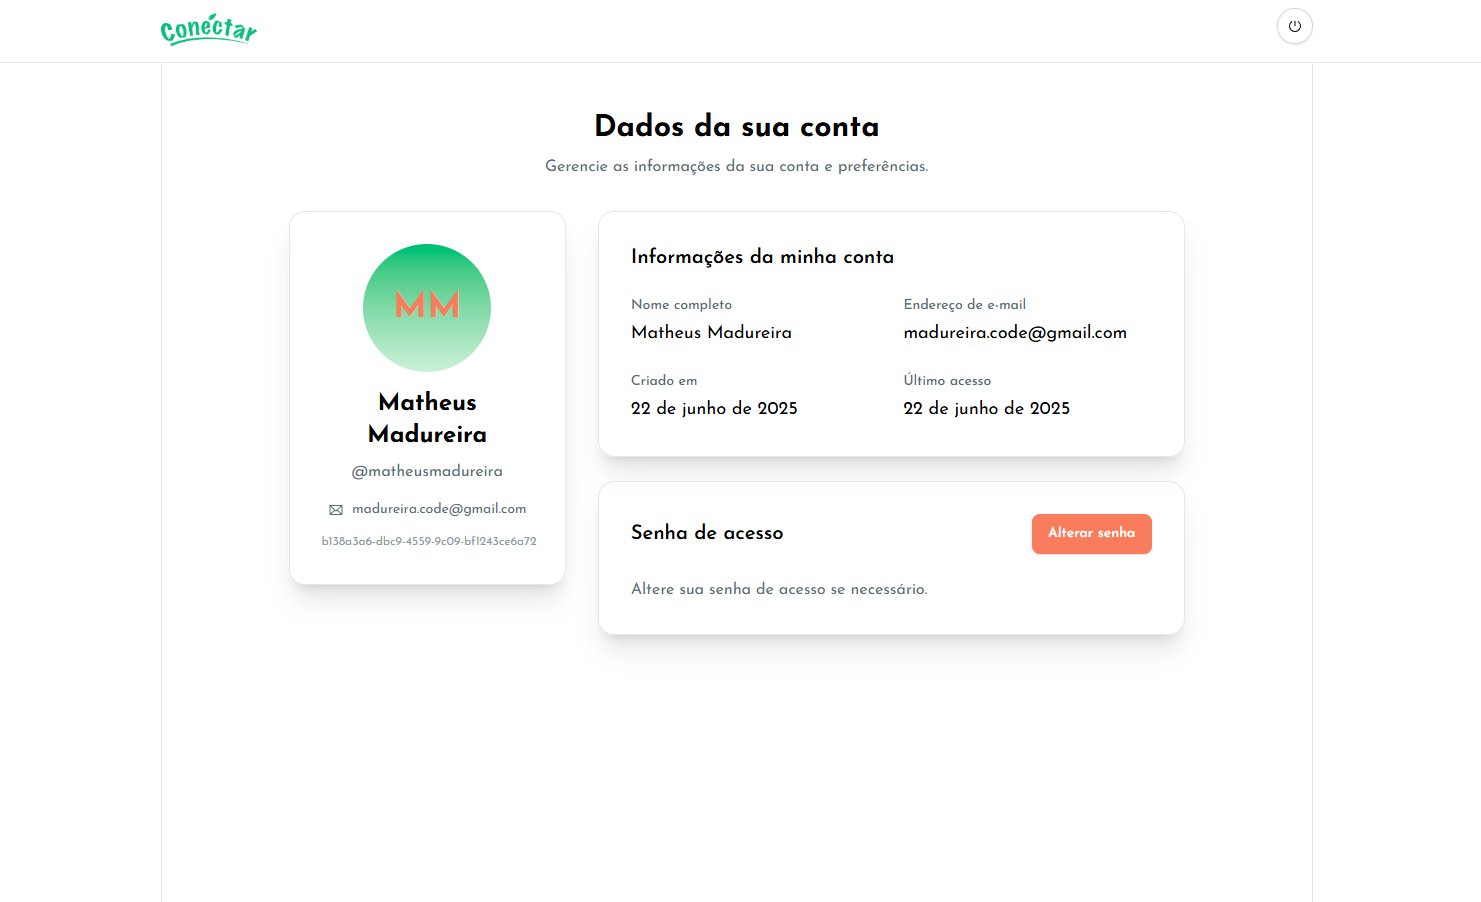 Conéctar
Dados da sua conta
Gerencie as informações da sua conta e preferências.
MM
Matheus
Madureira
@matheusmadureira
madureira.code@gmail.com
b138a3a6-dbc9-4559-9c09-bf1243ce6a72
Informações da minha conta
Nome completo
Matheus Madureira
Endereço de e-mail
madureira.code@gmail.com
Criado em
22 de junho de 2025
Último acesso
22 de junho de 2025
Senha de acesso
Alterar senha
Altere sua senha de acesso se necessário.